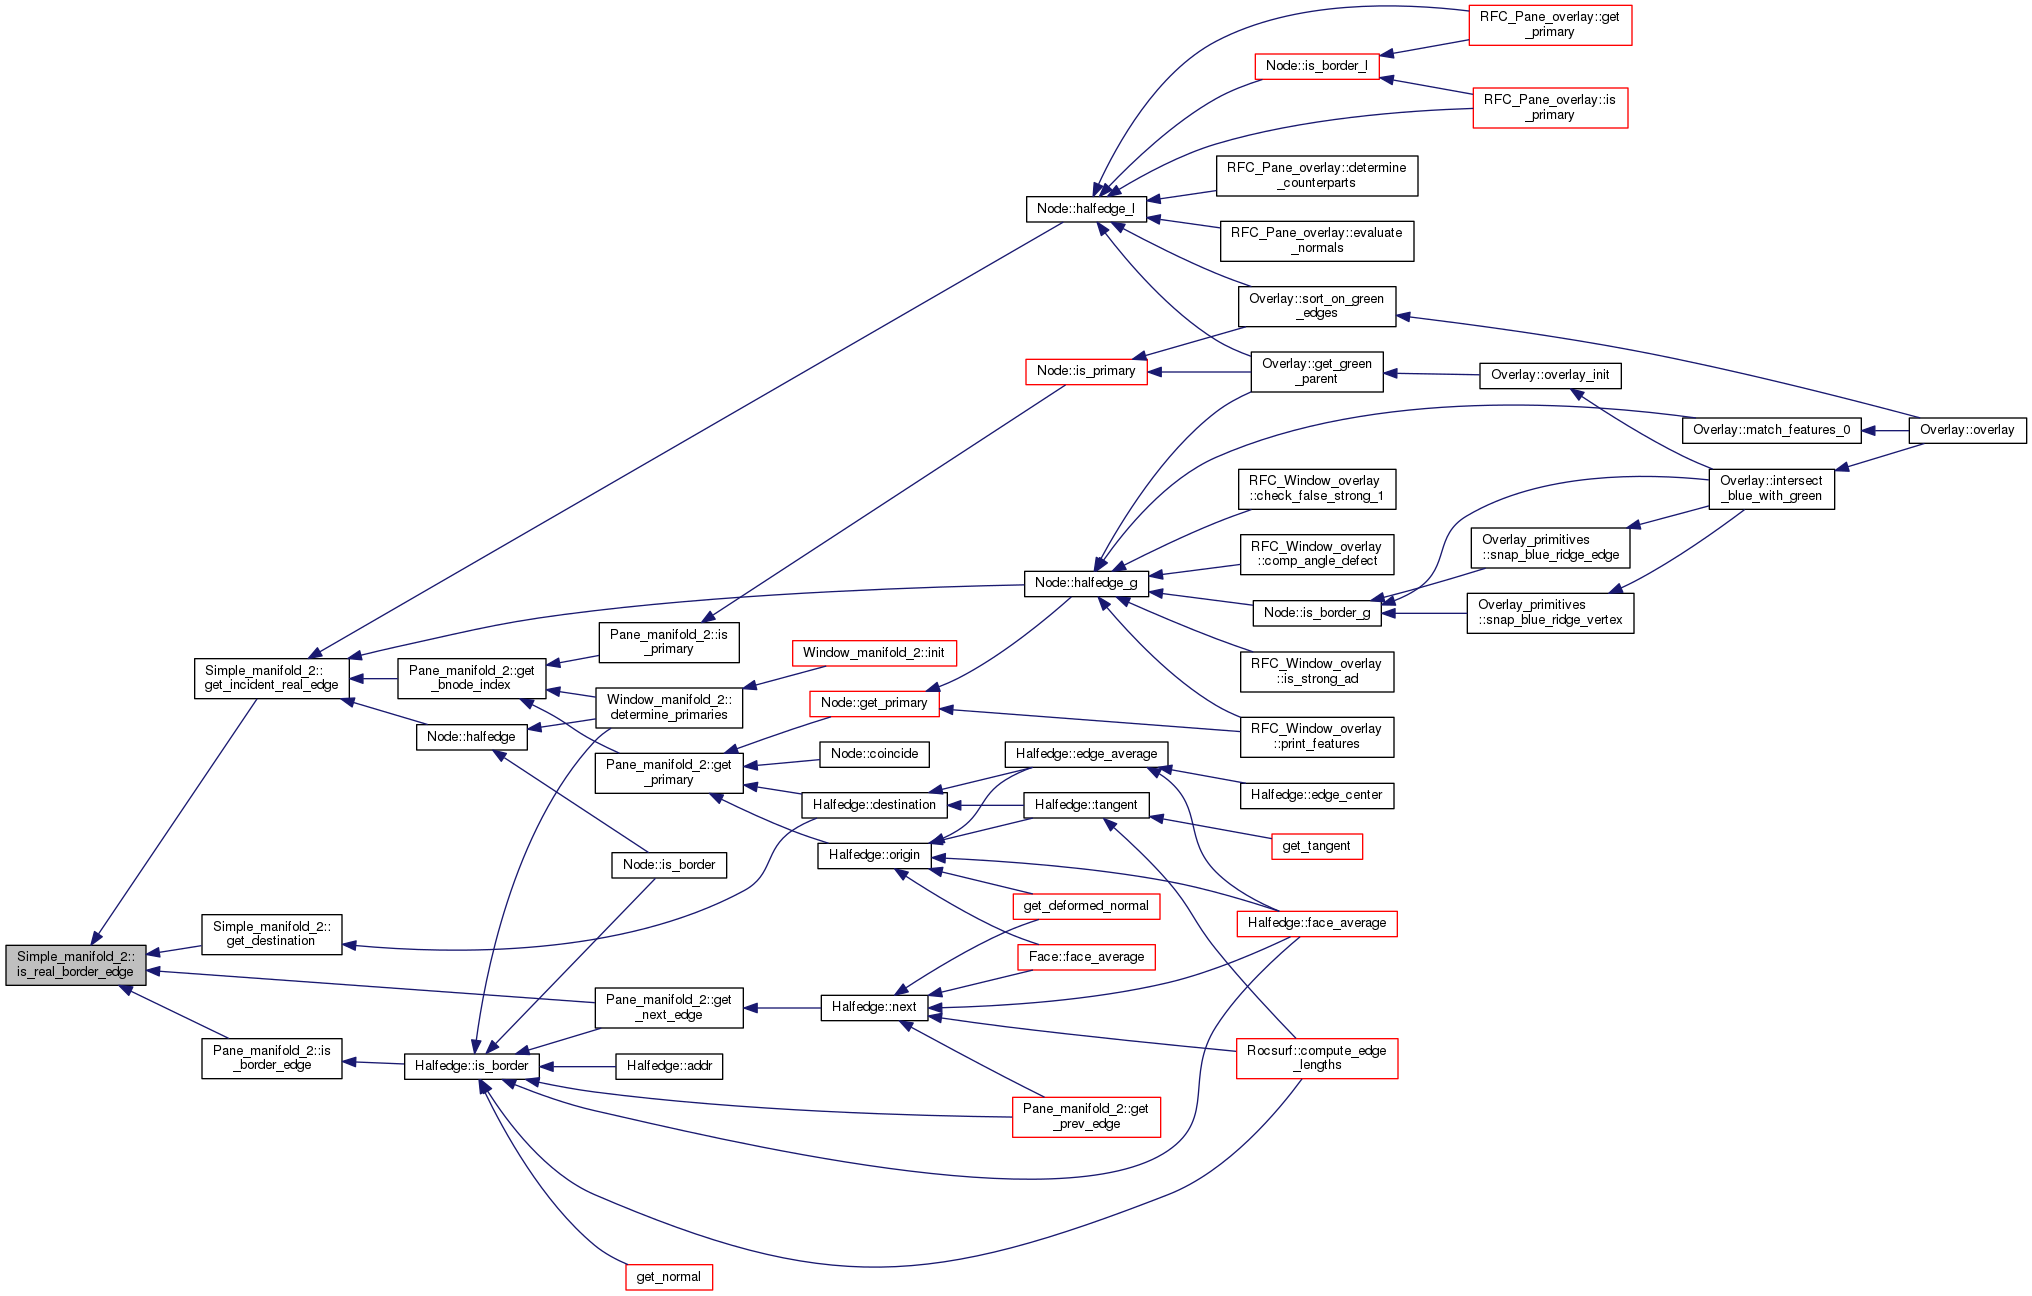 Simple_manifold_2::
is_real_border_edge
Simple_manifold_2::
get_incident_real_edge
Simple_manifold_2::
get_destination
Pane_manifold_2::is
_border_edge
Pane_manifold_2::get
_bnode_index
Node::halfedge
Halfedge::is_border
Pane_manifold_2::is
_primary
Window_manifold_2::
determine_primaries
Pane_manifold_2::get
_primary
Node::is_border
Pane_manifold_2::get
_next_edge
Halfedge::addr
get_normal
Window_manifold_2::init
Node::get_primary
Node::coincide
Halfedge::destination
Halfedge::origin
Halfedge::next
Node::halfedge_l
Node::is_primary
Node::halfedge_g
Halfedge::edge_average
Halfedge::tangent
get_deformed_normal
Face::face_average
Pane_manifold_2::get
_prev_edge
Node::is_border_l
RFC_Pane_overlay::determine
_counterparts
RFC_Pane_overlay::evaluate
_normals
Overlay::sort_on_green
_edges
Overlay::get_green
_parent
RFC_Window_overlay
::check_false_strong_1
RFC_Window_overlay
::comp_angle_defect
Node::is_border_g
RFC_Window_overlay
::is_strong_ad
RFC_Window_overlay
::print_features
Halfedge::edge_center
get_tangent
Halfedge::face_average
Rocsurf::compute_edge
_lengths
RFC_Pane_overlay::get
_primary
RFC_Pane_overlay::is
_primary
Overlay::overlay_init
Overlay_primitives
::snap_blue_ridge_edge
Overlay_primitives
::snap_blue_ridge_vertex
Overlay::match_features_0
Overlay::intersect
_blue_with_green
Overlay::overlay